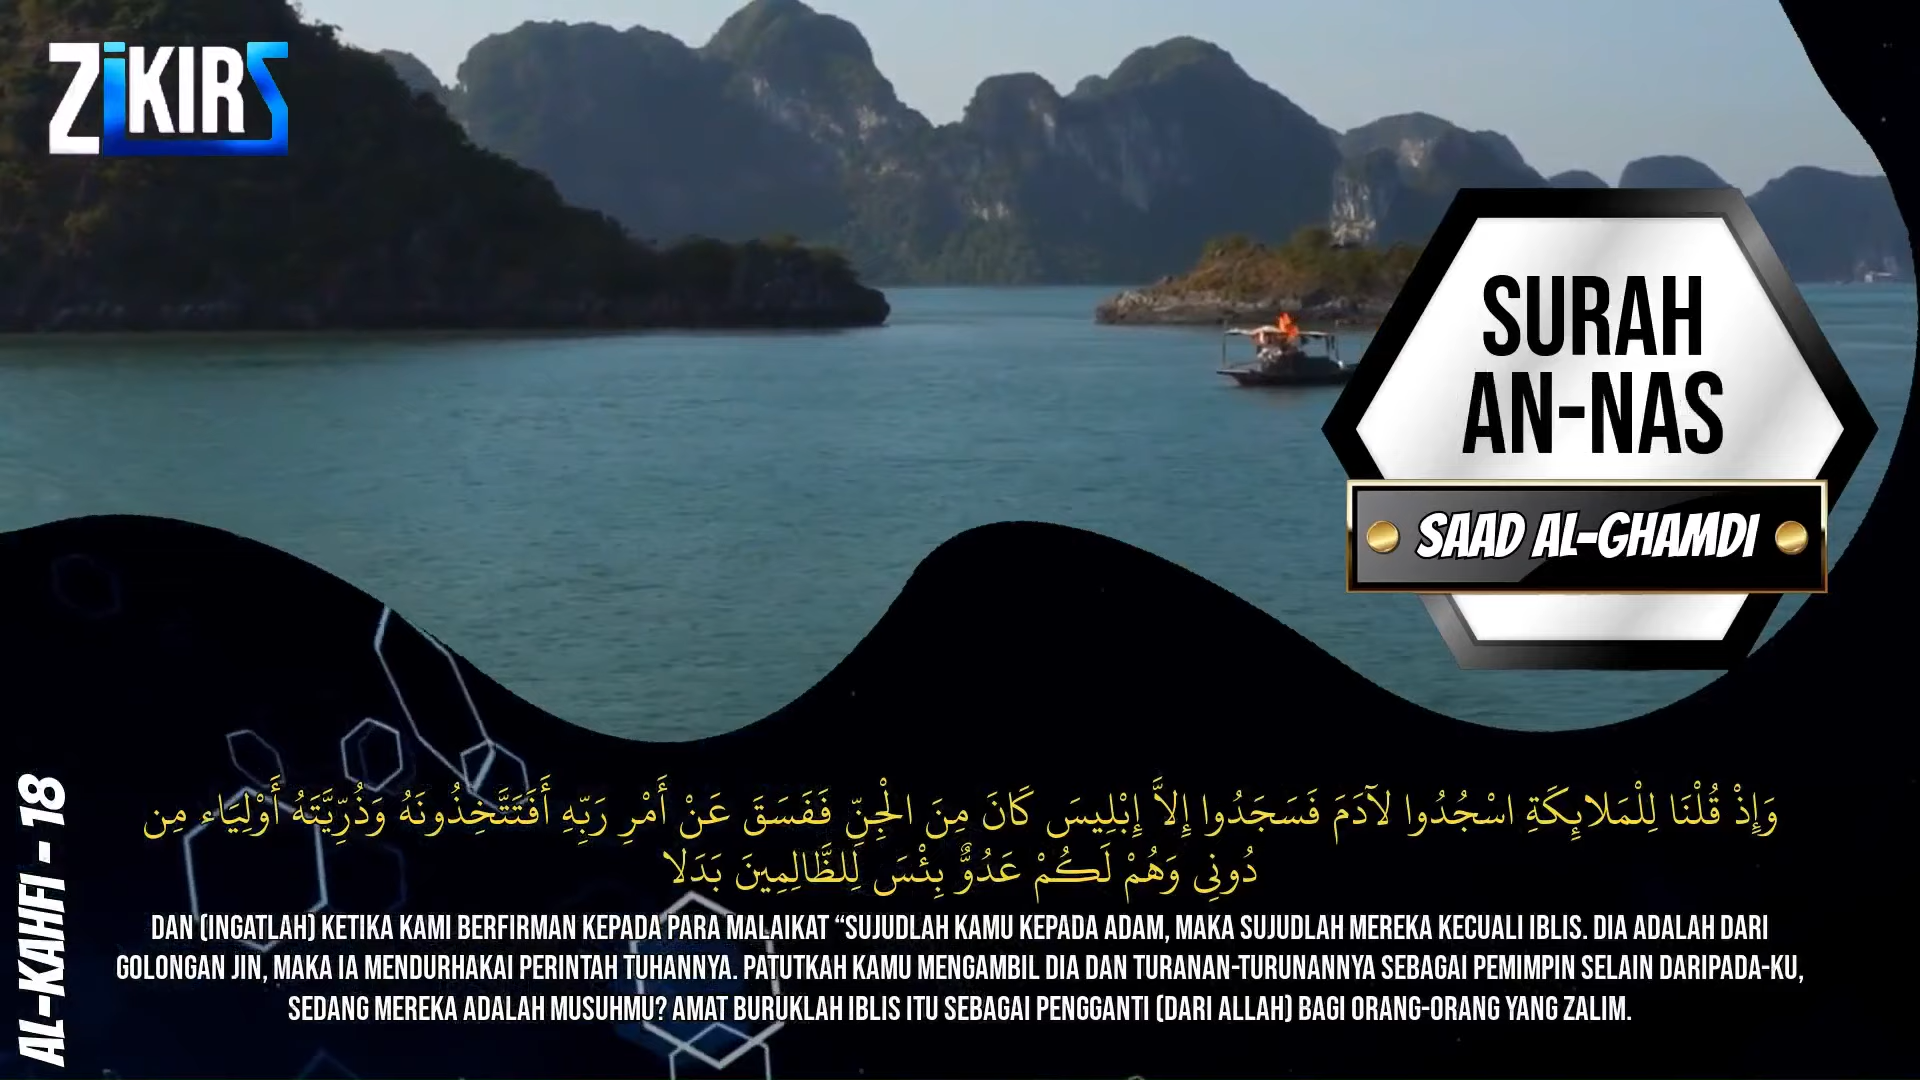 ZiKIRS
SURAH
AN-NAS
SAAD AL-GHAMDI
AL-KAHFI - 18
وَإِذْ قُلْنَا لِلْمَلايِٕكَةِ اسْجُدُوا لآدَمَ فَسَجَدُوا إِلاَّ إِبْلِيسَ كَانَ مِنَ الْجِنِّ فَفَسَقَ عَنْ أَمْرِ رَبِّهِ أَفَتَتَّخِذُونَهُ وَذُرِّيَّتَهُ أَوْلِيَاء مِن
دُونِي وَهُمْ لَكُمْ عَدُوٌّ بِئْسَ لِلظَّالِمِينَ بَدَلا
DAN (INGATLAH) KETIKA KAMI BERFIRMAN KEPADA PARA MALAIKAT “SUJUDLAH KAMU KEPADA ADAM, MAKA SUJUDLAH MEREKA KECUALI IBLIS. DIA ADALAH DARI
GOLONGAN JIN, MAKA IA MENDURHAKAI PERINTAH TUHANNYA. PATUTKAH KAMU MENGAMBIL DIA DAN TURANAN-TURUNANNYA SEBAGAI PEMIMPIN SELAIN DARIPADA-KU,
SEDANG MEREKA ADALAH MUSUHMU? AMAT BURUKLAH IBLIS ITU SEBAGAI PENGGANTI (DARI ALLAH) BAGI ORANG-ORANG YANG ZALIM.